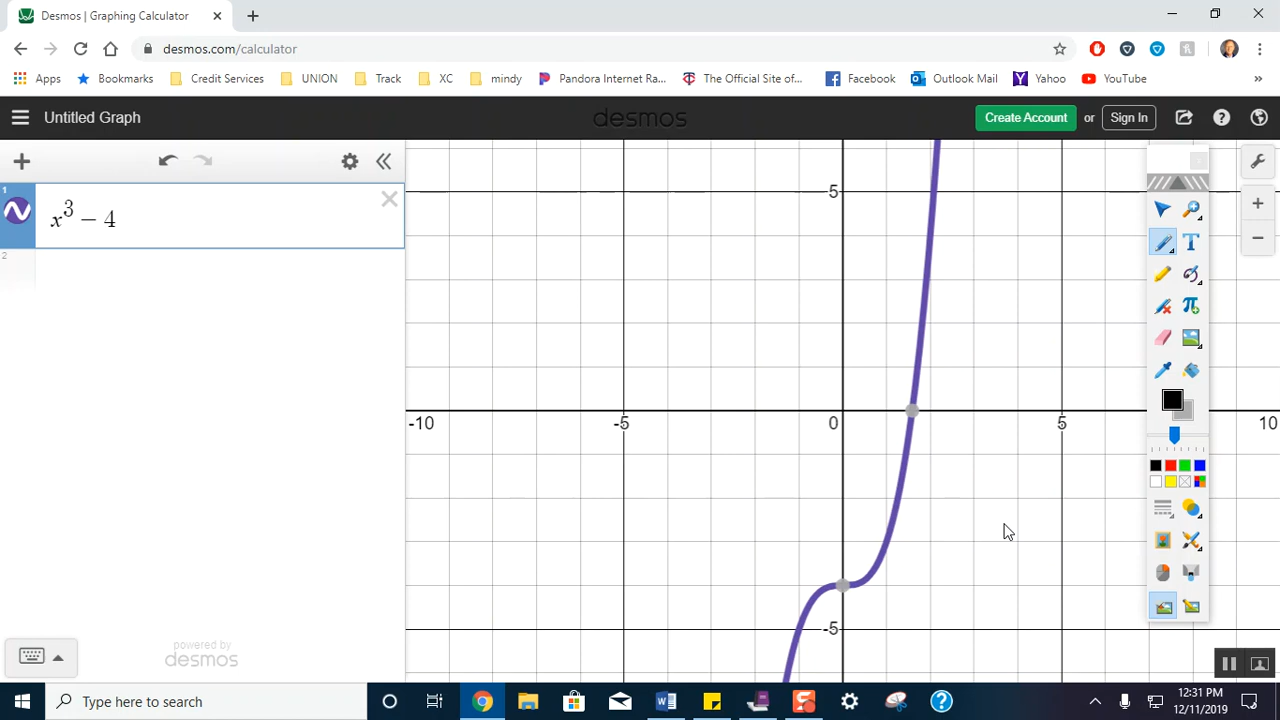 Desmos | Graphing Calculator
desmos.com/calculator
Apps Bookmarks Credit Services UNION Track XC mindy Pandora Internet Ra... The Official Site of... Facebook Outlook Mail Yahoo YouTube »
Untitled Graph desmos Create Account or Sign In
1
x³ − 4
2
5
-10 -5 0 5 10
-5
powered by
desmos
Type here to search
12:31 PM
12/11/2019